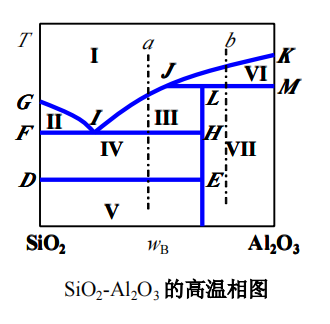 T I a b K
J VI
G L M
II I III
F IV H VII
D E
V
SiO₂ wB Al₂O₃
SiO₂-Al₂O₃ 的高温相图